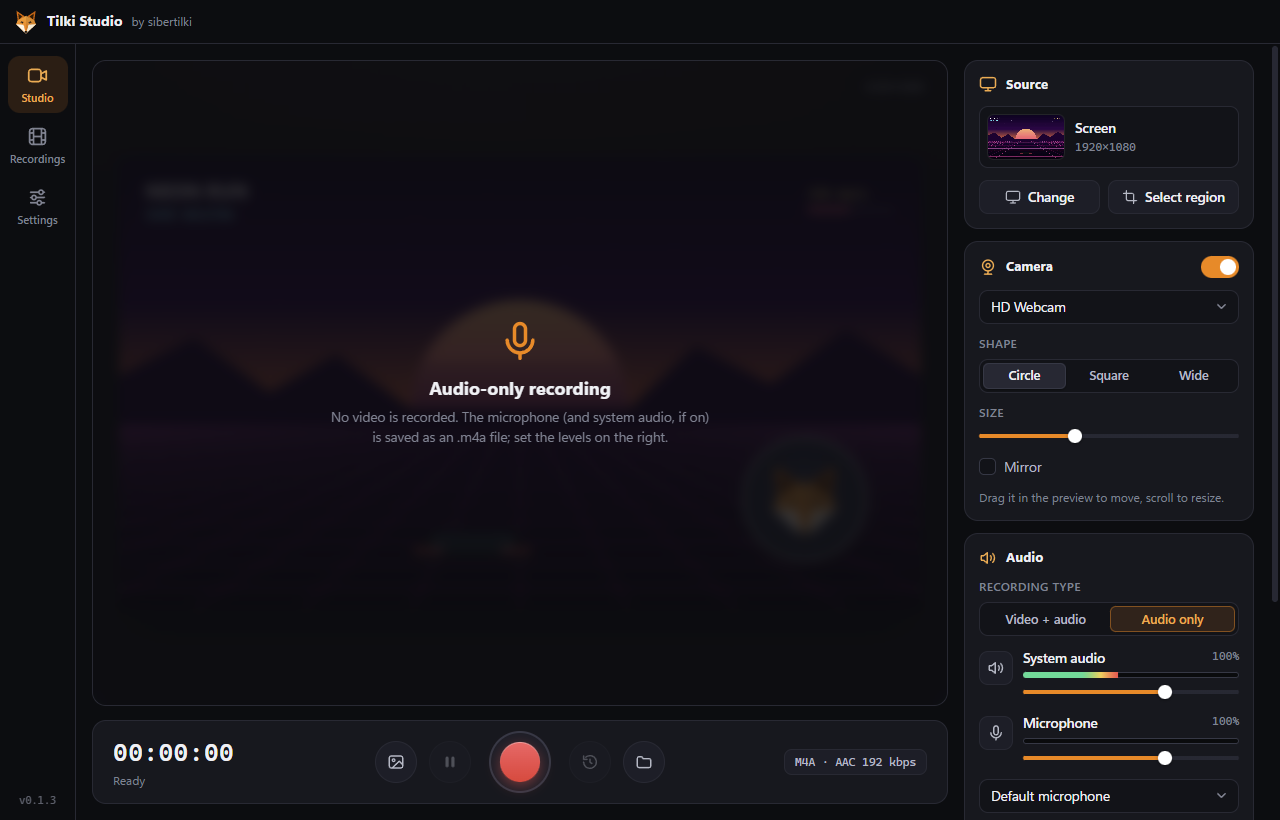 Tilki Studio by sibertilki
Studio
Recordings
Settings
v0.1.3
Audio-only recording
No video is recorded. The microphone (and system audio, if on)
is saved as an .m4a file; set the levels on the right.
00:00:00
Ready
M4A · AAC 192 kbps
Source
Screen
1920×1080
Change
Select region
Camera
HD Webcam
SHAPE
Circle Square Wide
SIZE
Mirror
Drag it in the preview to move, scroll to resize.
Audio
RECORDING TYPE
Video + audio Audio only
System audio 100%
Microphone 100%
Default microphone